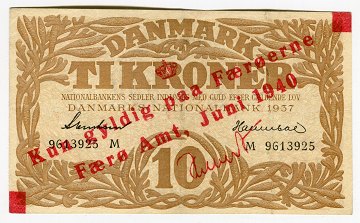 DANMARK
TI KRONER
NATIONALBANKENS SEDLER INDLØSES MED GULD EFTER GÆLDENDE LOV
DANMARKS NATIONALBANK 1937
Kun gyldig paa Færøerne
Færø Amt, Juni 1940
9613925 M
M 9613925
10